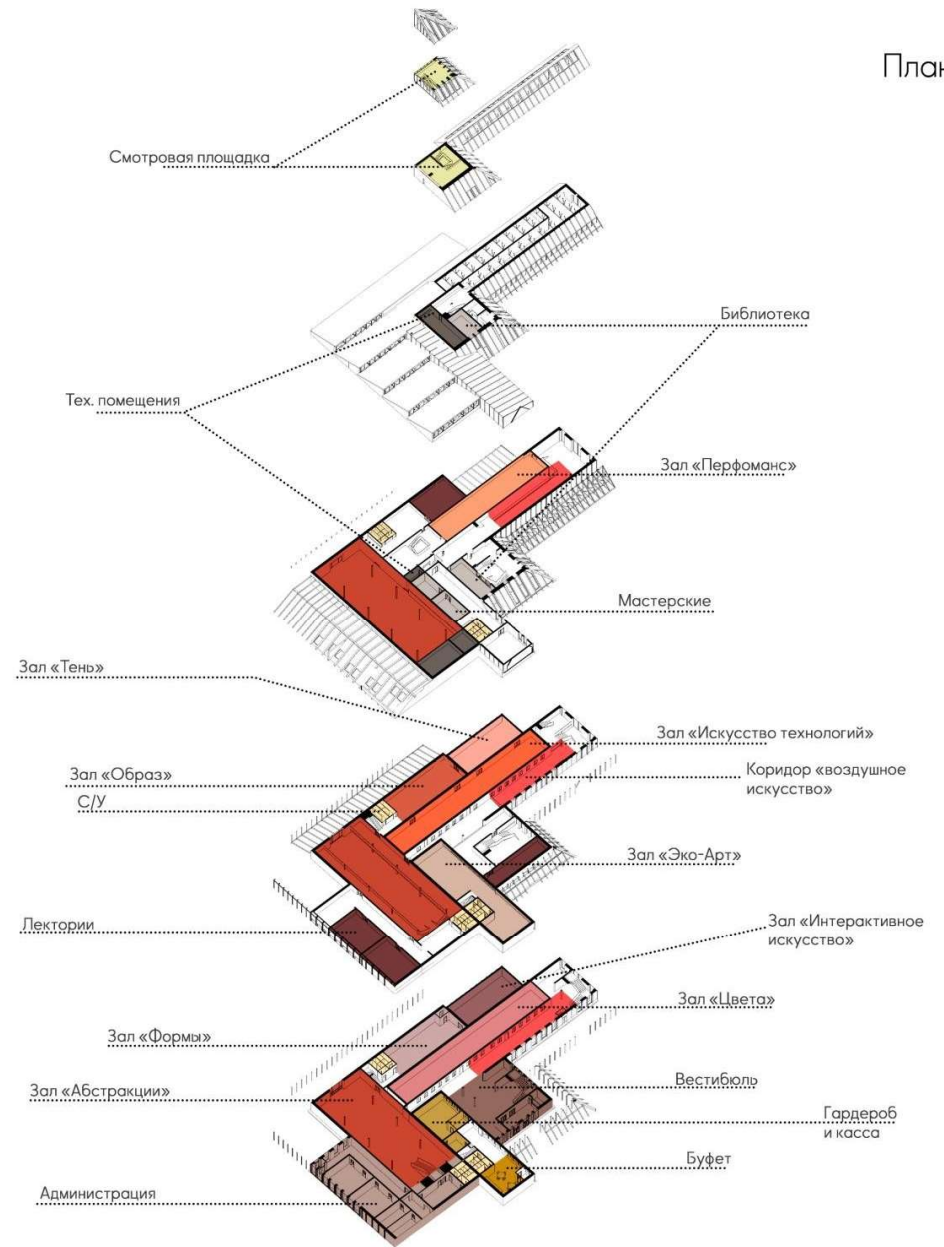 План
Смотровая площадка
Библиотека
Тех. помещения
Зал «Перфоманс»
Мастерские
Зал «Тень»
Зал «Искусство технологий»
Зал «Образ»
Коридор «воздушное
искусство»
С/У
Зал «Эко-Арт»
Лектории
Зал «Интерактивное
искусство»
Зал «Цвета»
Зал «Формы»
Вестибюль
Зал «Абстракции»
Гардероб
и касса
Буфет
Администрация